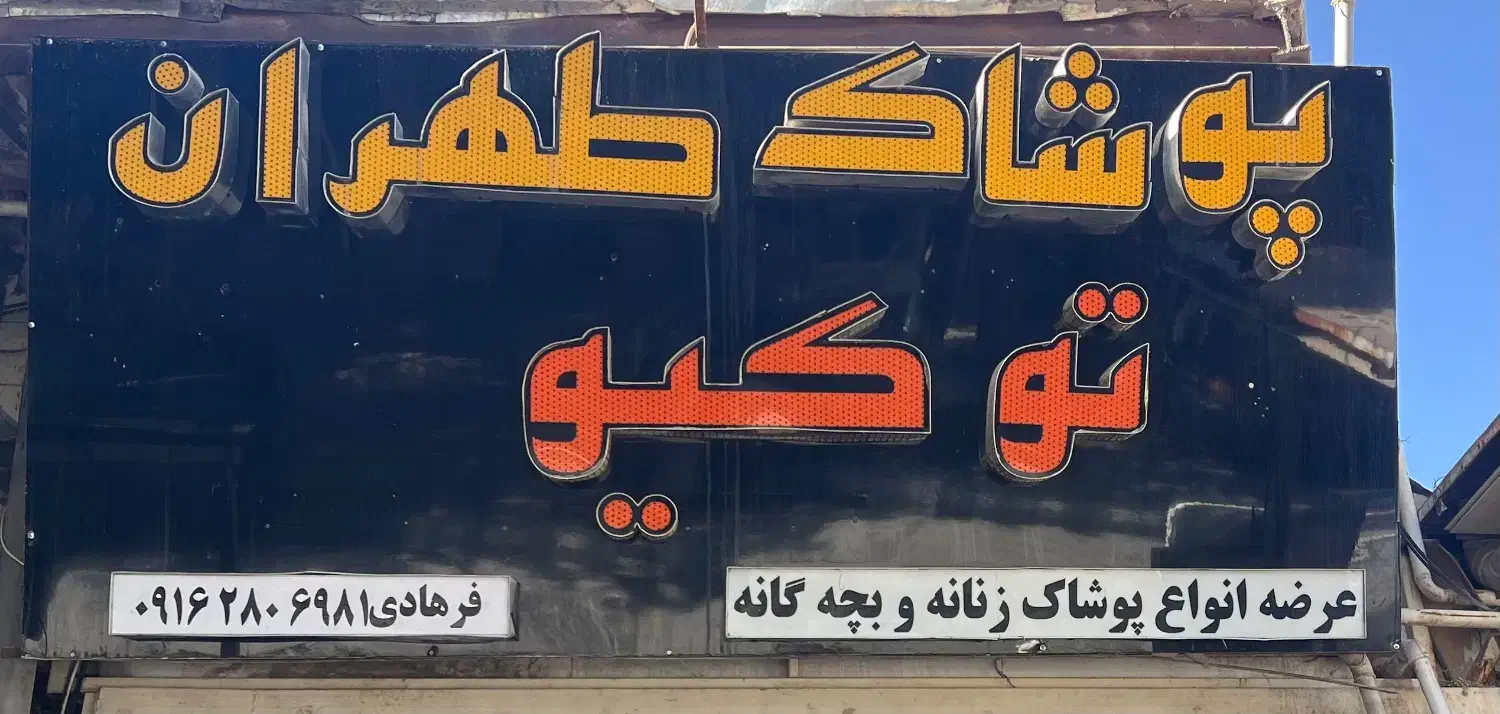 پوشاک طهران
توکیو
عرضه انواع پوشاک زنانه و بچه گانه
فرهادی ۰۹۱۶۲۸۰۶۹۸۱